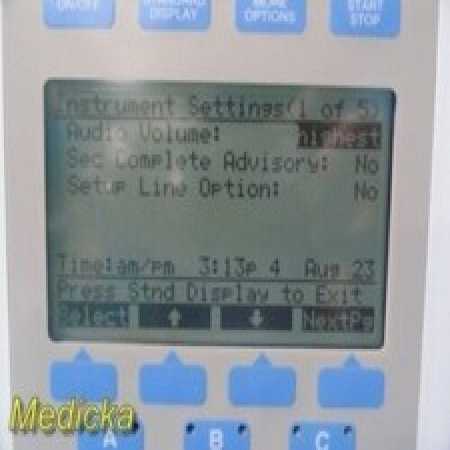 ON/OFF
STANDARD DISPLAY
MORE OPTIONS
START STOP
Instrument Settings(1 of 5)
Audio Volume: highest
Sec Complete Advisory: No
Setup Line Option: No
Time:am/pm 3:13p 4 Aug 23
Press Stnd Display to Exit
Select NextPg
Medicka
A B C